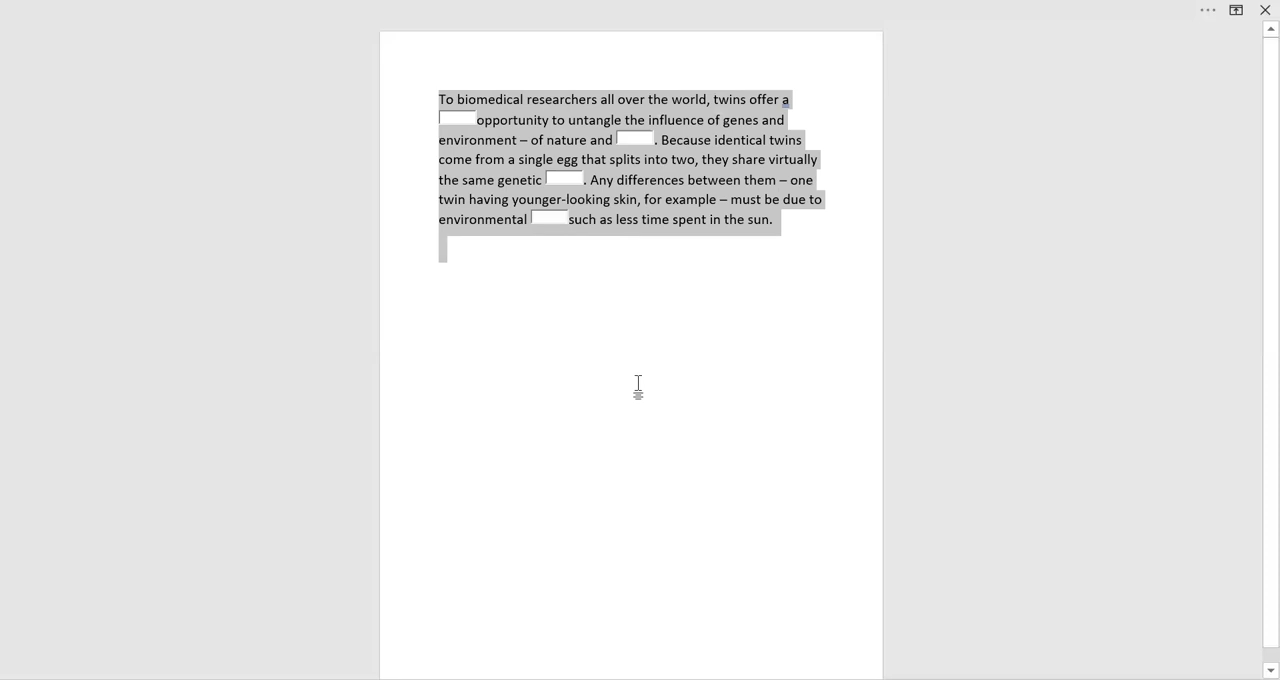 To biomedical researchers all over the world, twins offer a
opportunity to untangle the influence of genes and
environment – of nature and . Because identical twins
come from a single egg that splits into two, they share virtually
the same genetic . Any differences between them – one
twin having younger-looking skin, for example – must be due to
environmental such as less time spent in the sun.